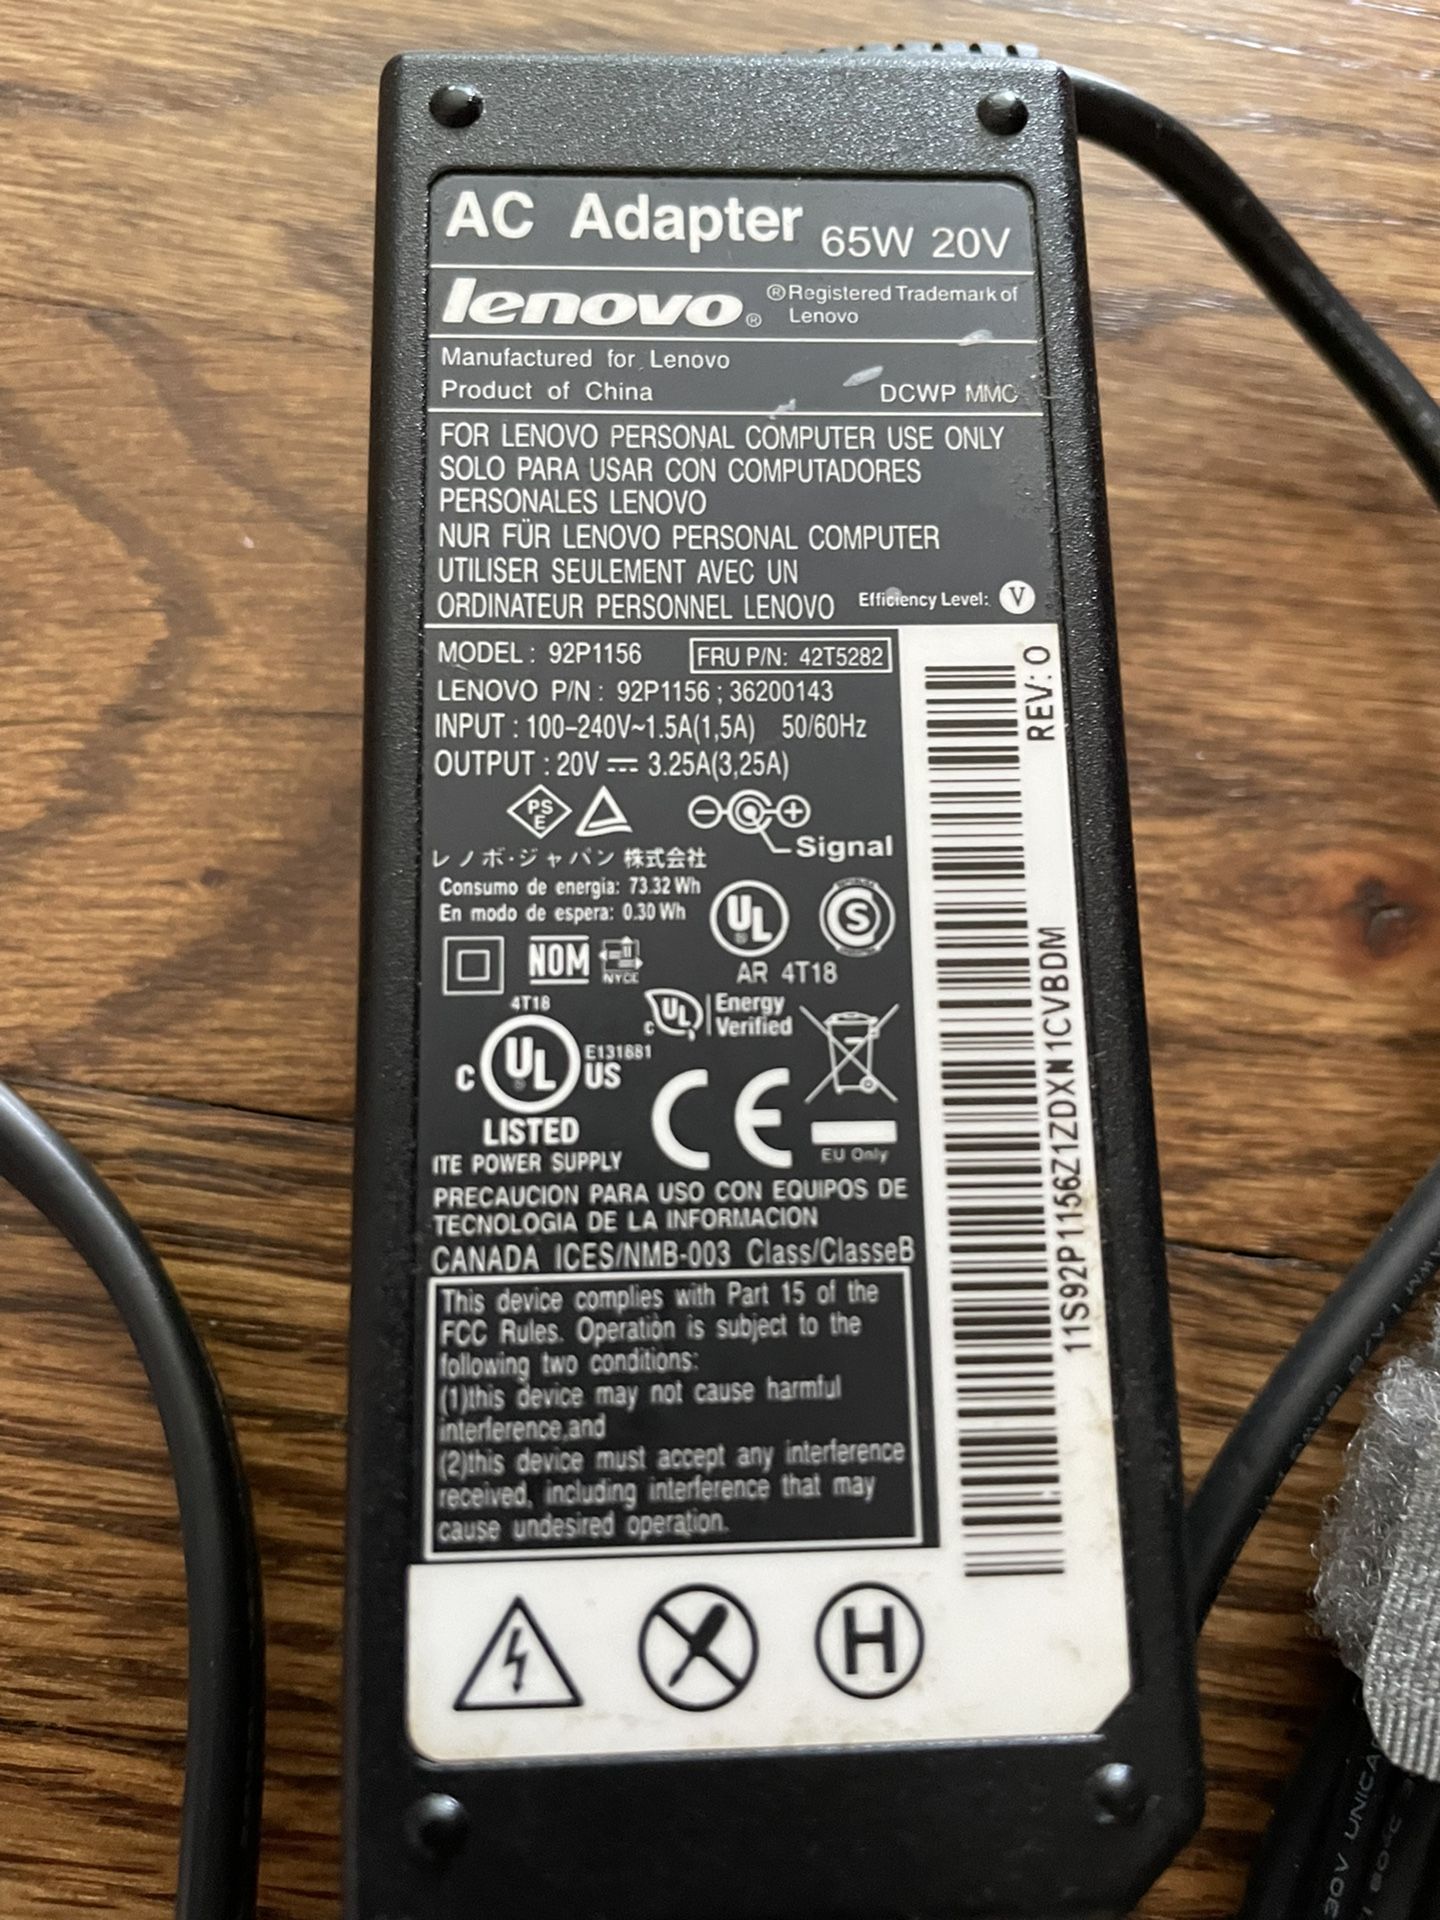 AC Adapter 65W 20V
lenovo® ®Registered Trademark of
Lenovo
Manufactured for Lenovo
Product of China DCWP MMC
FOR LENOVO PERSONAL COMPUTER USE ONLY
SOLO PARA USAR CON COMPUTADORES
PERSONALES LENOVO
NUR FÜR LENOVO PERSONAL COMPUTER
UTILISER SEULEMENT AVEC UN
ORDINATEUR PERSONNEL LENOVO Efficiency Level: V
MODEL : 92P1156 FRU P/N: 42T5282
LENOVO P/N : 92P1156 ; 36200143
INPUT : 100-240V~1.5A(1,5A) 50/60Hz
OUTPUT : 20V ⎓ 3.25A(3,25A)
PSE
Signal
レノボ・ジャパン 株式会社
Consumo de energía: 73.32 Wh
En modo de espera: 0.30 Wh
UL S
AR 4T18
NOM NYCE
4T18
c UL Energy
Verified
c UL US E131881
LISTED
ITE POWER SUPPLY
CE
EU Only
PRECAUCION PARA USO CON EQUIPOS DE
TECNOLOGIA DE LA INFORMACION
CANADA ICES/NMB-003 Class/ClasseB
This device complies with Part 15 of the
FCC Rules. Operation is subject to the
following two conditions:
(1)this device may not cause harmful
interference,and
(2)this device must accept any interference
received, including interference that may
cause undesired operation.
H
REV: O
11S92P1156Z1ZDXN1CVBDM